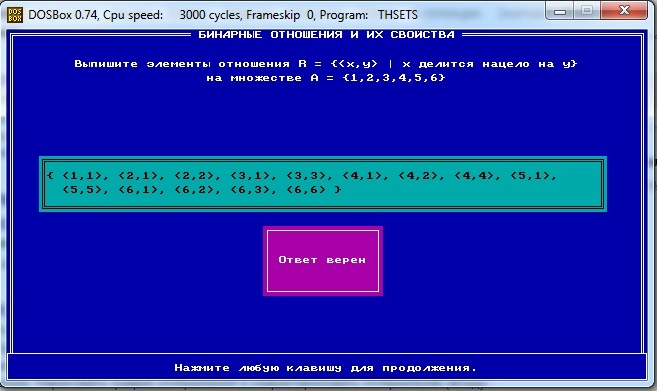 DOS
BOX
DOSBox 0.74, Cpu speed: 3000 cycles, Frameskip 0, Program: THSETS
БИНАРНЫЕ ОТНОШЕНИЯ И ИХ СВОЙСТВА
Выпишите элементы отношения R = {<x,y> | x делится нацело на y}
на множестве A = {1,2,3,4,5,6}
{ <1,1>, <2,1>, <2,2>, <3,1>, <3,3>, <4,1>, <4,2>, <4,4>, <5,1>,
<5,5>, <6,1>, <6,2>, <6,3>, <6,6> }
Ответ верен
Нажмите любую клавишу для продолжения.